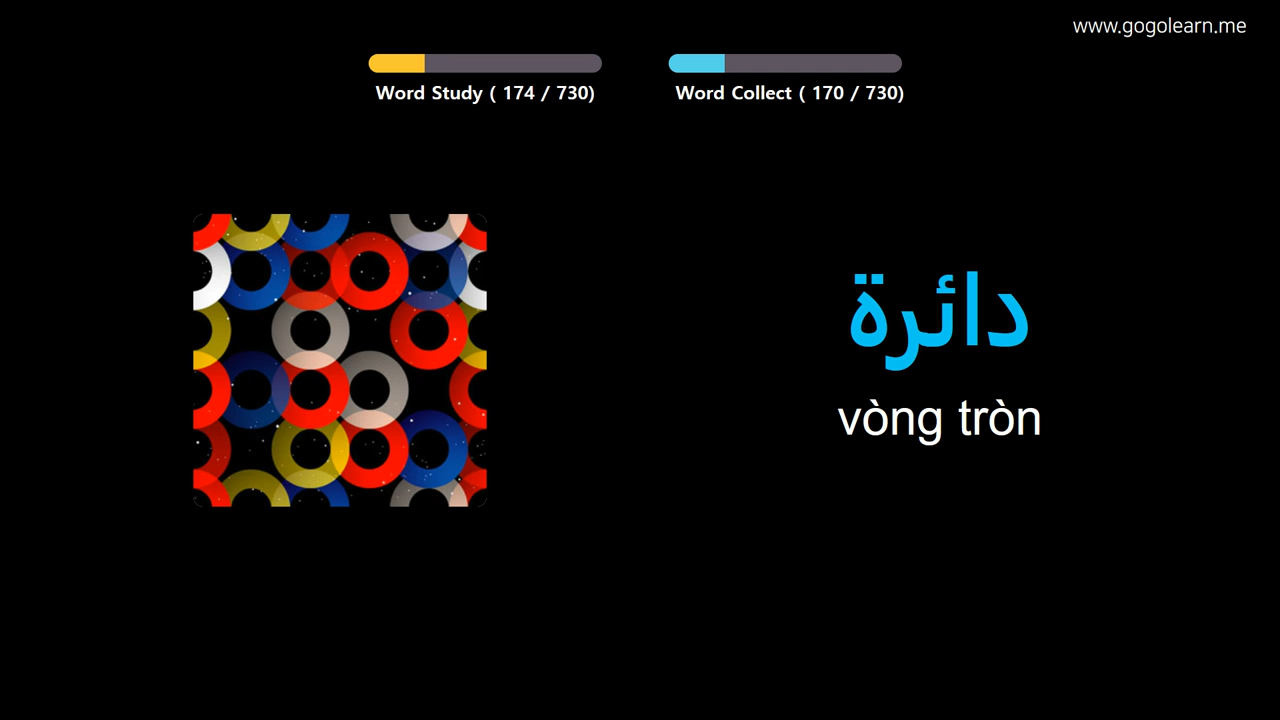 www.gogolearn.me
Word Study ( 174 / 730)
Word Collect ( 170 / 730)
دائرة
vòng tròn